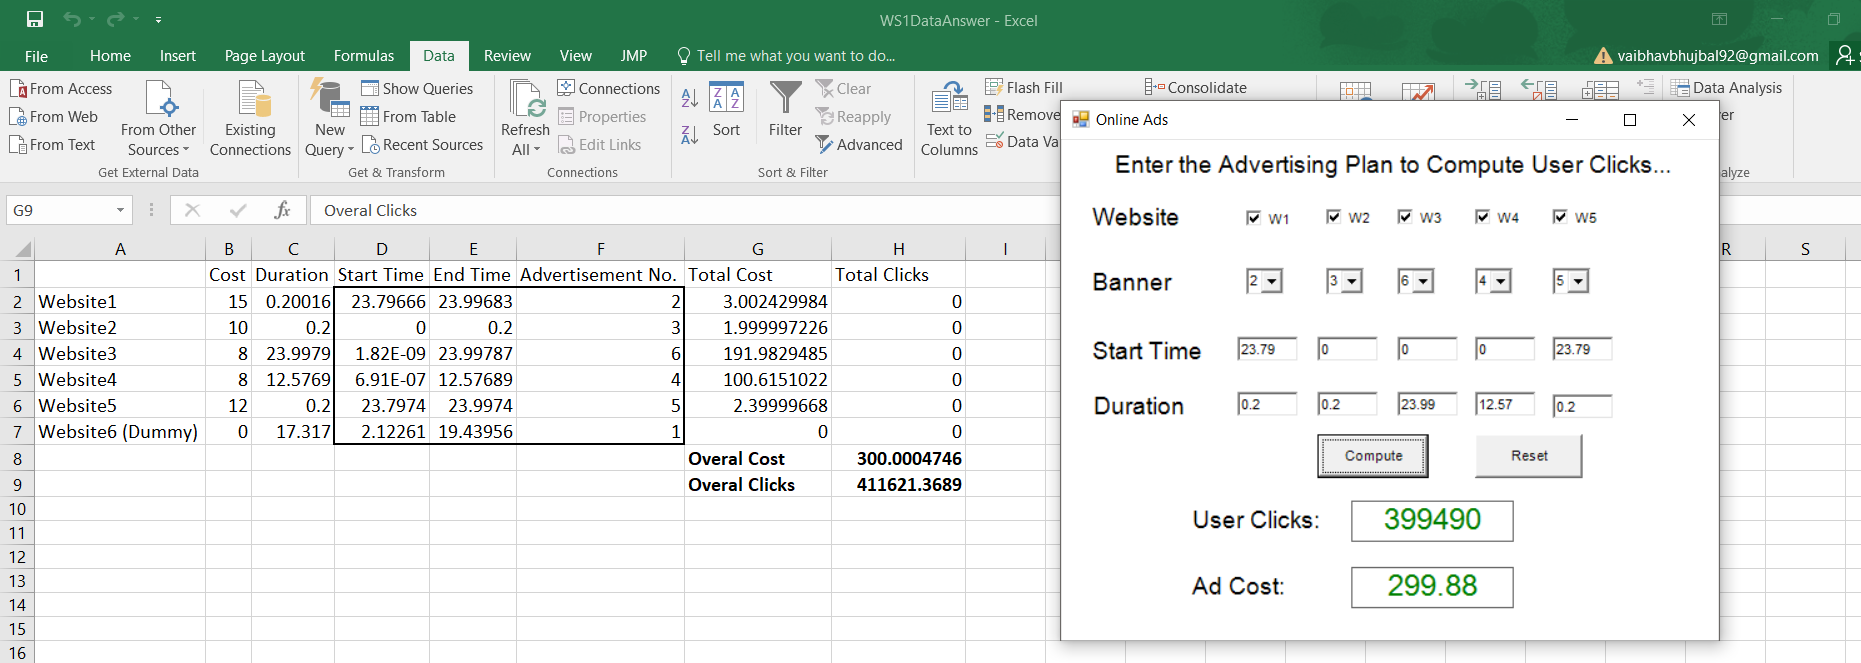 WS1DataAnswer - Excel
File Home Insert Page Layout Formulas Data Review View JMP Tell me what you want to do... vaibhavbhujbal92@gmail.com
From Access
From Web
From Text
From Other Sources
Existing Connections
Get External Data
New Query
Show Queries
From Table
Recent Sources
Get & Transform
Refresh All
Connections
Properties
Edit Links
Connections
A
Z
Z
A
Z A
A Z
Sort
Filter
Clear
Reapply
Advanced
Sort & Filter
Text to Columns
Flash Fill
Remove
Data Va
Consolidate
Data Analysis
er
alyze
G9 fx Overal Clicks
A B C D E F G H I R S
1 Cost Duration Start Time End Time Advertisement No. Total Cost Total Clicks
2 Website1 15 0.20016 23.79666 23.99683 2 3.002429984 0
3 Website2 10 0.2 0 0.2 3 1.999997226 0
4 Website3 8 23.9979 1.82E-09 23.99787 6 191.9829485 0
5 Website4 8 12.5769 6.91E-07 12.57689 4 100.6151022 0
6 Website5 12 0.2 23.7974 23.9974 5 2.39999668 0
7 Website6 (Dummy) 0 17.317 2.12261 19.43956 1 0 0
8 Overal Cost 300.0004746
9 Overal Clicks 411621.3689
10
11
12
13
14
15
16
Online Ads
Enter the Advertising Plan to Compute User Clicks...
Website W1 W2 W3 W4 W5
Banner 2 3 6 4 5
Start Time 23.79 0 0 0 23.79
Duration 0.2 0.2 23.99 12.57 0.2
Compute Reset
User Clicks: 399490
Ad Cost: 299.88